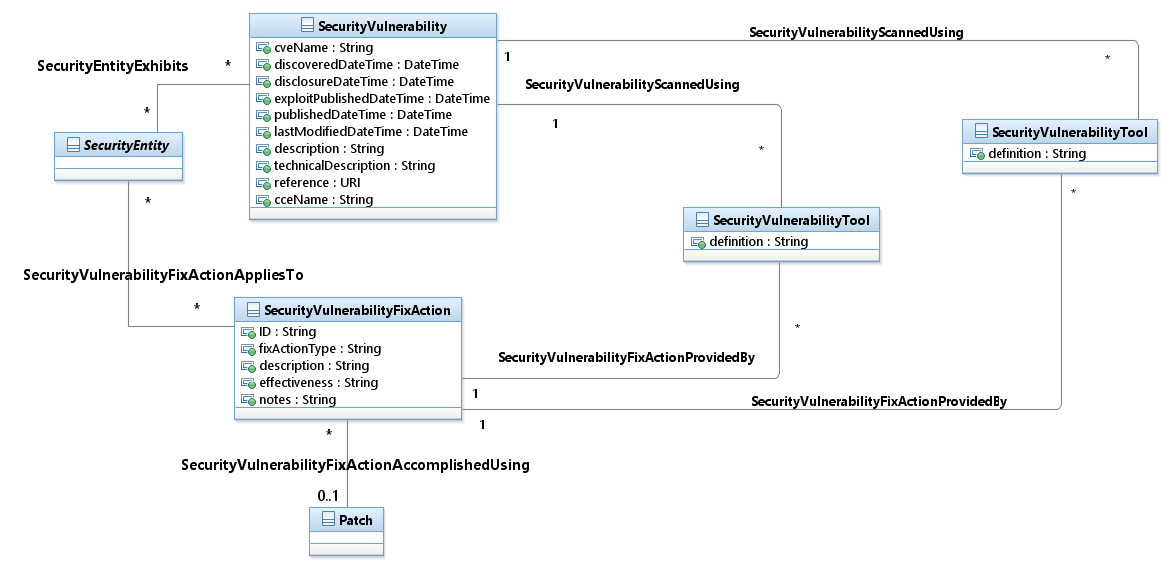 SecurityVulnerability
cveName : String
discoveredDateTime : DateTime
disclosureDateTime : DateTime
exploitPublishedDateTime : DateTime
publishedDateTime : DateTime
lastModifiedDateTime : DateTime
description : String
technicalDescription : String
reference : URI
cceName : String
SecurityVulnerabilityScannedUsing
1
*
SecurityEntityExhibits
*
*
SecurityVulnerabilityScannedUsing
1
*
SecurityVulnerabilityTool
definition : String
*
SecurityEntity
*
SecurityVulnerabilityTool
definition : String
*
SecurityVulnerabilityFixActionAppliesTo
*
SecurityVulnerabilityFixAction
ID : String
fixActionType : String
description : String
effectiveness : String
notes : String
SecurityVulnerabilityFixActionProvidedBy
1
SecurityVulnerabilityFixActionProvidedBy
1
*
SecurityVulnerabilityFixActionAccomplishedUsing
0..1
Patch